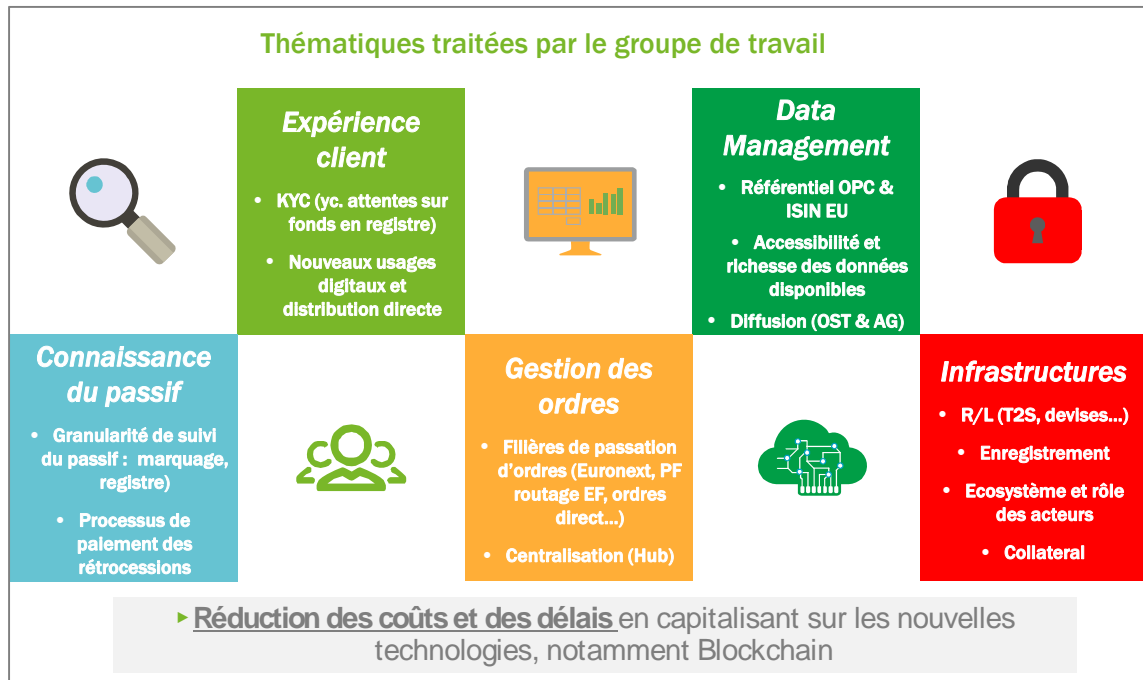 Thématiques traitées par le groupe de travail
Expérience
client
• KYC (yc. attentes sur
fonds en registre)
• Nouveaux usages
digitaux et
distribution directe
Data
Management
• Référentiel OPC &
ISIN EU
• Accessibilité et
richesse des données
disponibles
• Diffusion (OST & AG)
Connaissance
du passif
• Granularité de suivi
du passif : marquage,
registre)
• Processus de
paiement des
rétrocessions
Gestion des
ordres
• Filières de passation
d'ordres (Euronext, PF
routage EF, ordres
direct...)
• Centralisation (Hub)
Infrastructures
• R/L (T2S, devises...)
• Enregistrement
• Ecosystème et rôle
des acteurs
• Collateral
▸ Réduction des coûts et des délais en capitalisant sur les nouvelles
technologies, notamment Blockchain